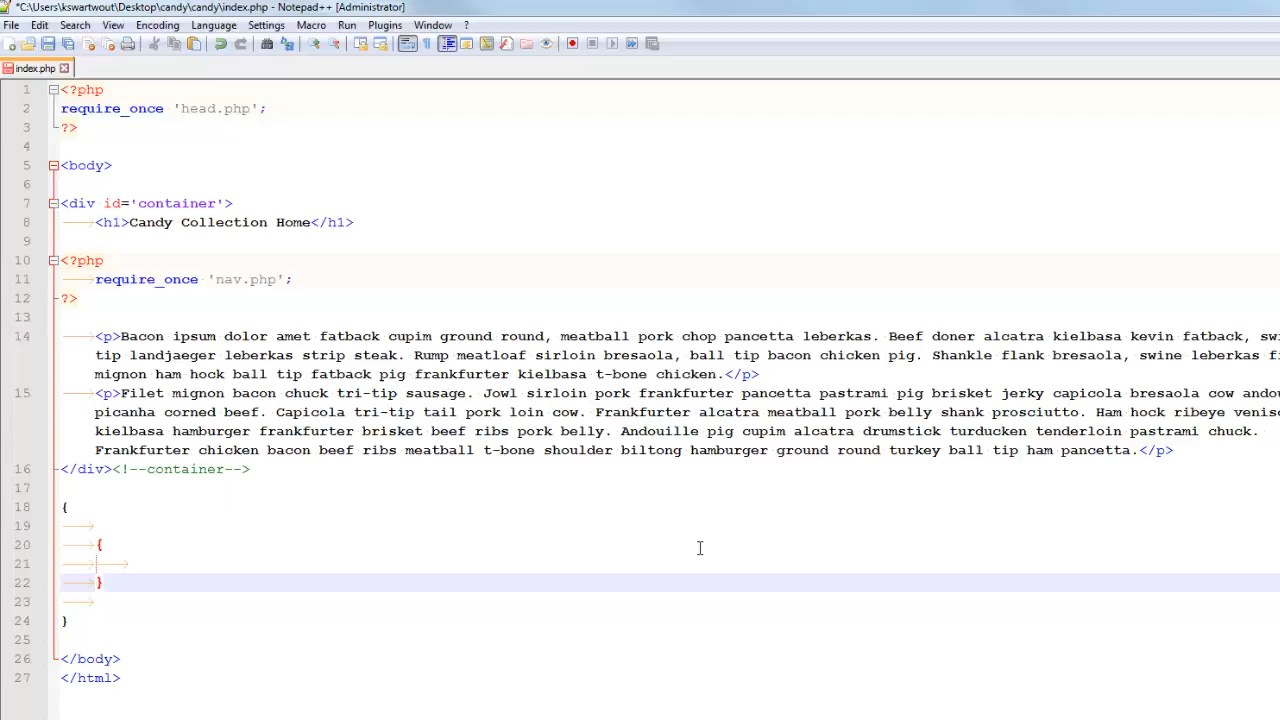 *C:\Users\kswartwout\Desktop\candy\candy\index.php - Notepad++ [Administrator]
File Edit Search View Encoding Language Settings Macro Run Plugins Window ?
index.php
1 <?php
2 require_once 'head.php';
3 ?>
4
5 <body>
6
7 <div id='container'>
8 <h1>Candy Collection Home</h1>
9
10 <?php
11 require_once 'nav.php';
12 ?>
13
14 <p>Bacon ipsum dolor amet fatback cupim ground round, meatball pork chop pancetta leberkas. Beef doner alcatra kielbasa kevin fatback, swi
tip landjaeger leberkas strip steak. Rump meatloaf sirloin bresaola, ball tip bacon chicken pig. Shankle flank bresaola, swine leberkas fi
mignon ham hock ball tip fatback pig frankfurter kielbasa t-bone chicken.</p>
15 <p>Filet mignon bacon chuck tri-tip sausage. Jowl sirloin pork frankfurter pancetta pastrami pig brisket jerky capicola bresaola cow andou
picanha corned beef. Capicola tri-tip tail pork loin cow. Frankfurter alcatra meatball pork belly shank prosciutto. Ham hock ribeye veniso
kielbasa hamburger frankfurter brisket beef ribs pork belly. Andouille pig cupim alcatra drumstick turducken tenderloin pastrami chuck.
Frankfurter chicken bacon beef ribs meatball t-bone shoulder biltong hamburger ground round turkey ball tip ham pancetta.</p>
16 </div><!--container-->
17
18 {
19
20 {
21
22 }
23
24 }
25
26 </body>
27 </html>